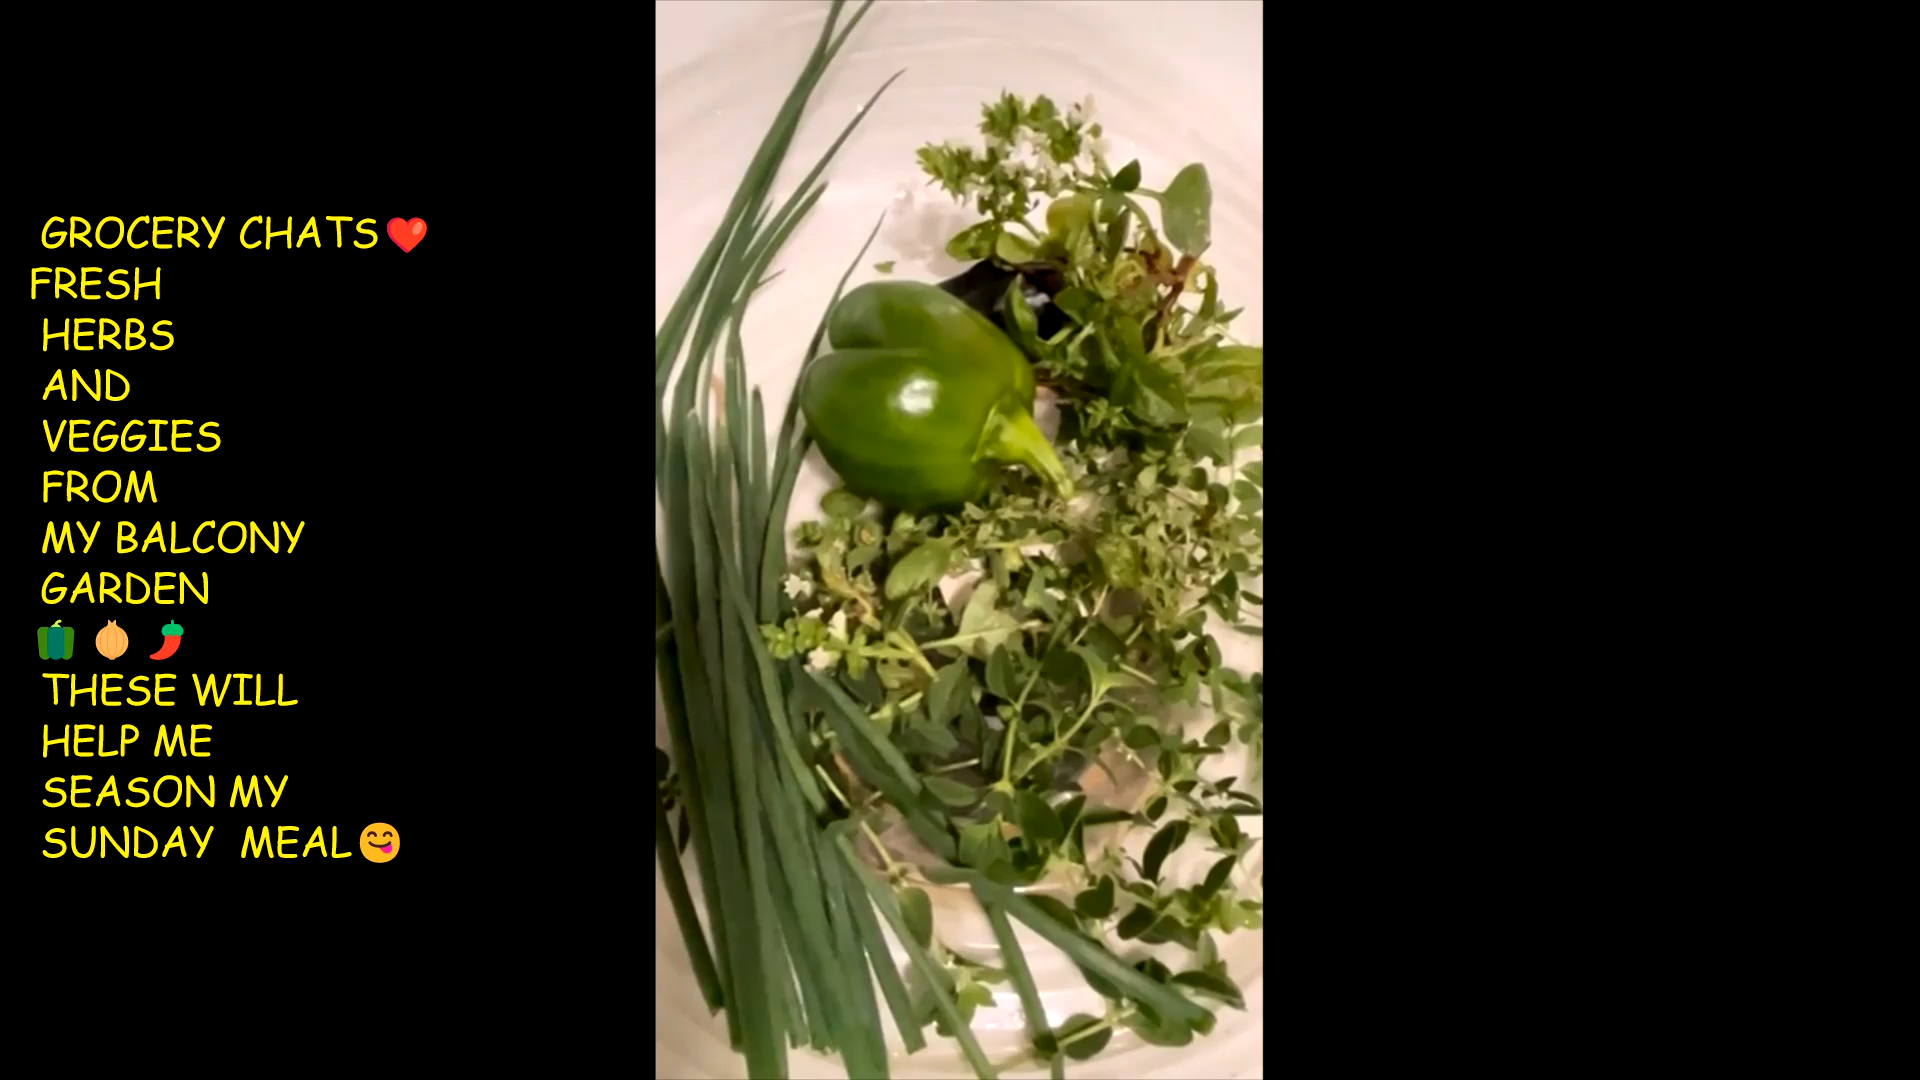 GROCERY CHATS❤️
FRESH
HERBS
AND
VEGGIES
FROM
MY BALCONY
GARDEN
🫑 🧅 🌶️
THESE WILL
HELP ME
SEASON MY
SUNDAY MEAL😋